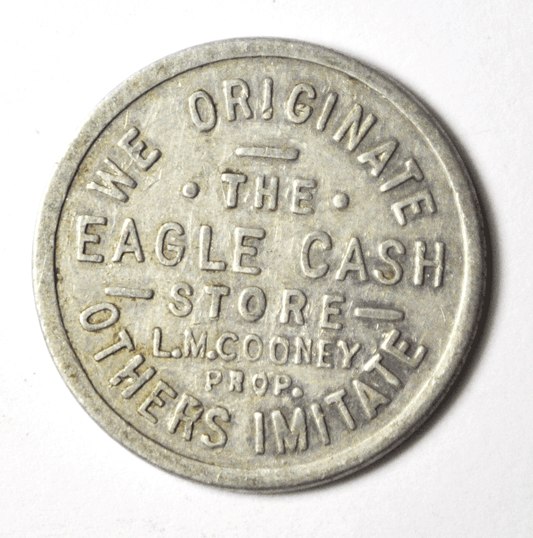 WE ORIGINATE
· THE ·
EAGLE CASH
STORE
L.M.COONEY
PROP.
OTHERS IMITATE